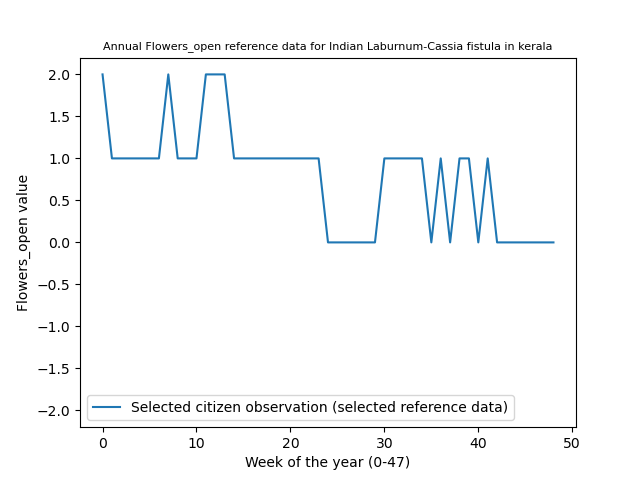 Annual Flowers_open reference data for Indian Laburnum-Cassia fistula in kerala
Flowers_open value
2.0
1.5
1.0
0.5
0.0
−0.5
−1.0
−1.5
−2.0
Selected citizen observation (selected reference data)
0 10 20 30 40 50
Week of the year (0-47)